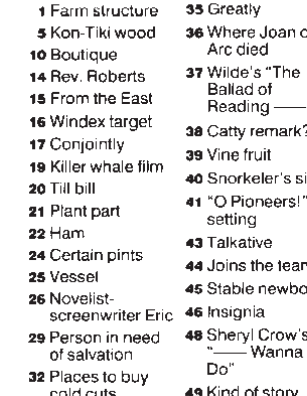 1 Farm structure
5 Kon-Tiki wood
10 Boutique
14 Rev. Roberts
15 From the East
16 Windex target
17 Conjointly
19 Killer whale film
20 Till bill
21 Plant part
22 Ham
24 Certain pints
25 Vessel
26 Novelist-
screenwriter Eric
29 Person in need
of salvation
32 Places to buy
cold cuts
35 Greatly
36 Where Joan o
Arc died
37 Wilde's "The
Ballad of
Reading ——
38 Catty remark?
39 Vine fruit
40 Snorkeler's si
41 "O Pioneers!"
setting
43 Talkative
44 Joins the tea
45 Stable newbo
46 Insignia
48 Sheryl Crow's
"—— Wanna
Do"
49 Kind of story